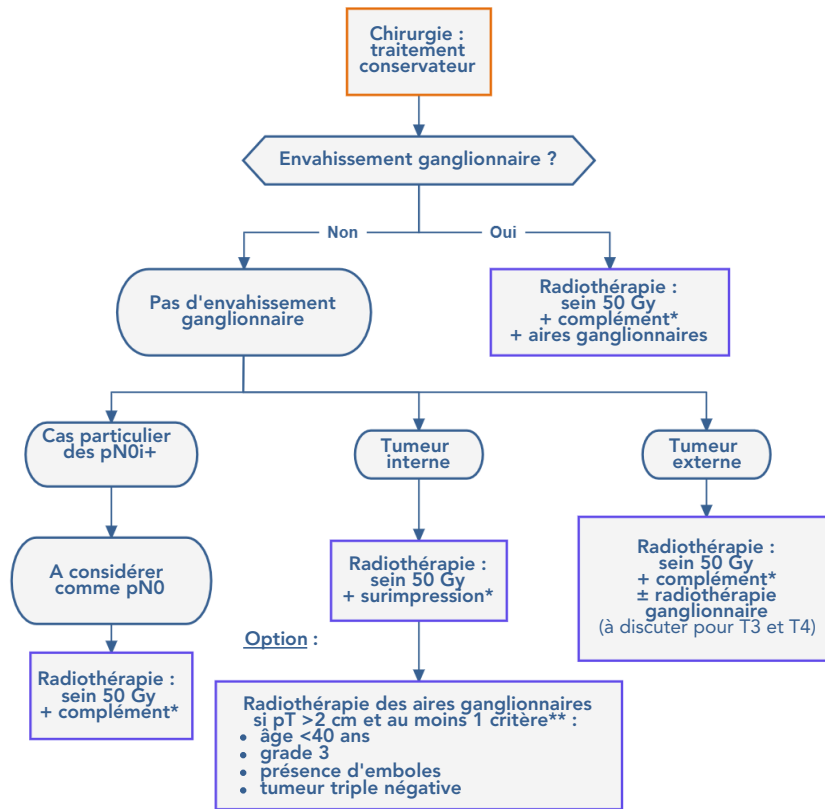 Chirurgie :
traitement
conservateur
Envahissement ganglionnaire ?
Non
Oui
Pas d'envahissement
ganglionnaire
Radiothérapie :
sein 50 Gy
+ complément*
+ aires ganglionnaires
Cas particulier
des pN0i+
Tumeur
interne
Tumeur
externe
A considérer
comme pN0
Radiothérapie :
sein 50 Gy
+ surimpression*
Radiothérapie :
sein 50 Gy
+ complément*
± radiothérapie
ganglionnaire
(à discuter pour T3 et T4)
Radiothérapie :
sein 50 Gy
+ complément*
Option :
Radiothérapie des aires ganglionnaires
si pT >2 cm et au moins 1 critère** :
• âge <40 ans
• grade 3
• présence d'emboles
• tumeur triple négative